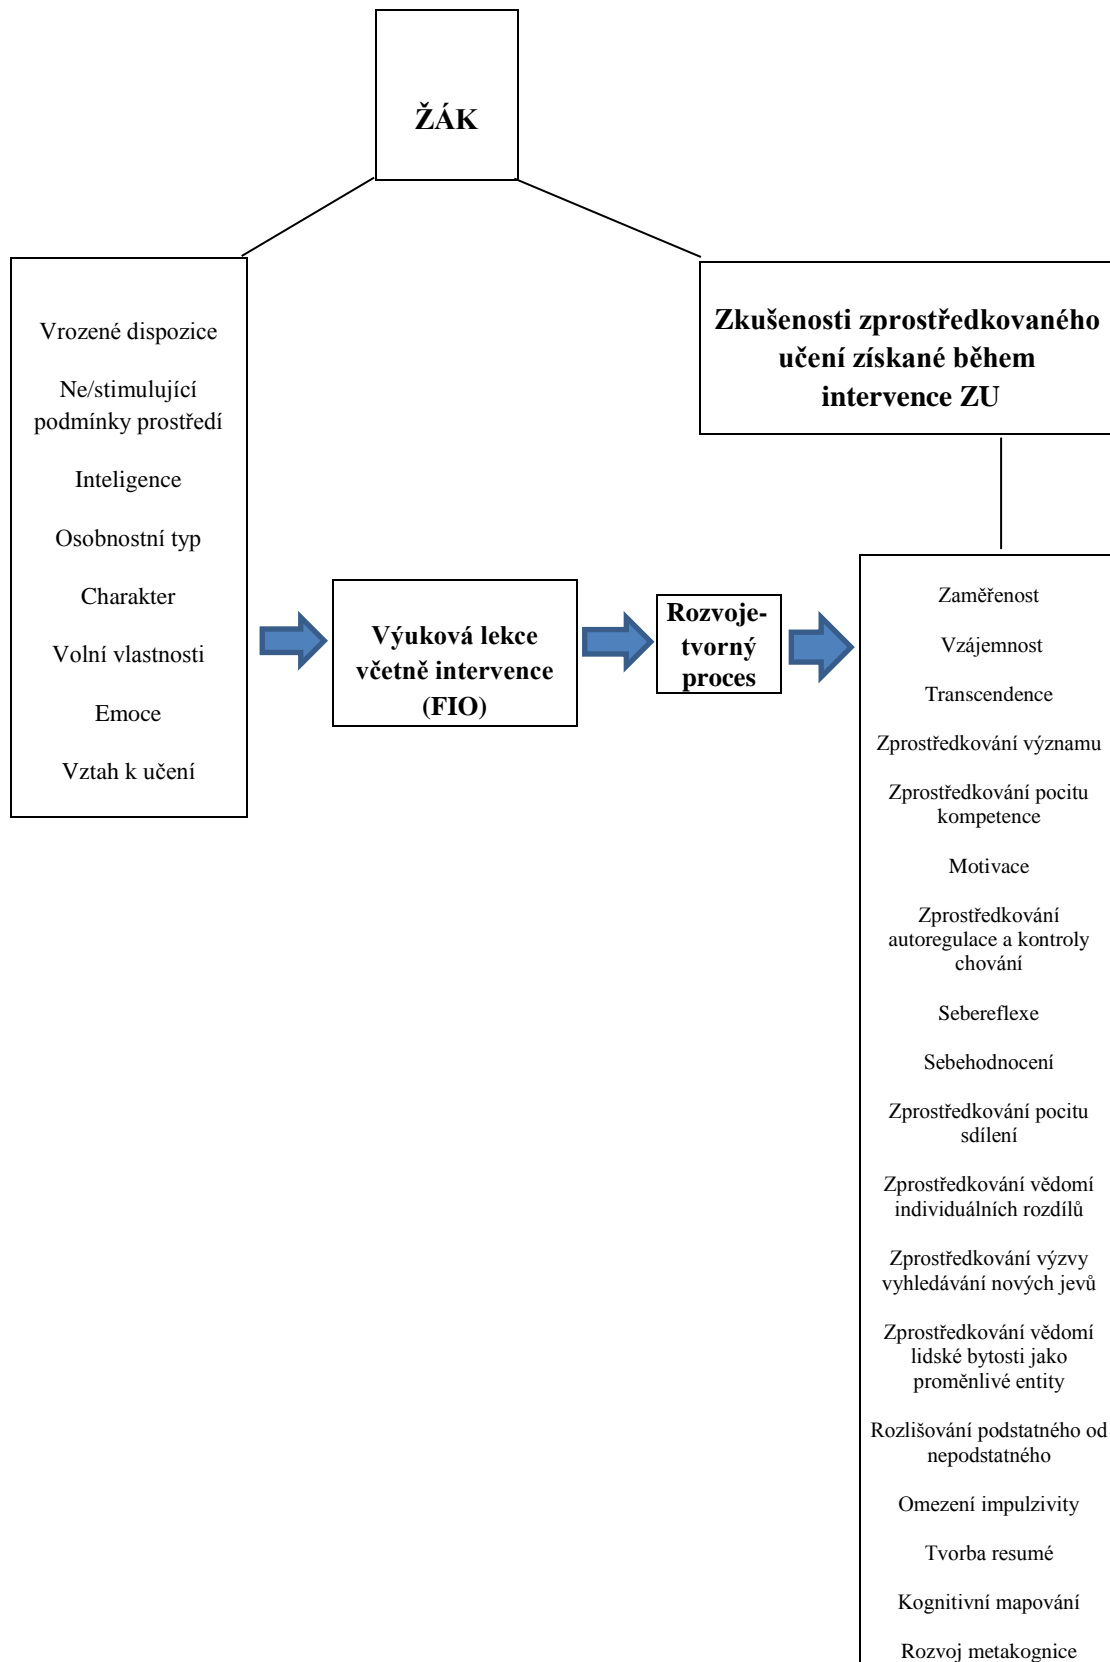 ŽÁK
Vrozené dispozice
Ne/stimulující
podmínky prostředí
Inteligence
Osobnostní typ
Charakter
Volní vlastnosti
Emoce
Vztah k učení
Zkušenosti zprostředkovaného
učení získané během
intervence ZU
Výuková lekce
včetně intervence
(FIO)
Rozvoje-
tvorný
proces
Zaměřenost
Vzájemnost
Transcendence
Zprostředkování významu
Zprostředkování pocitu
kompetence
Motivace
Zprostředkování
autoregulace a kontroly
chování
Sebereflexe
Sebehodnocení
Zprostředkování pocitu
sdílení
Zprostředkování vědomí
individuálních rozdílů
Zprostředkování výzvy
vyhledávání nových jevů
Zprostředkování vědomí
lidské bytosti jako
proměnlivé entity
Rozlišování podstatného od
nepodstatného
Omezení impulzivity
Tvorba resumé
Kognitivní mapování
Rozvoj metakognice